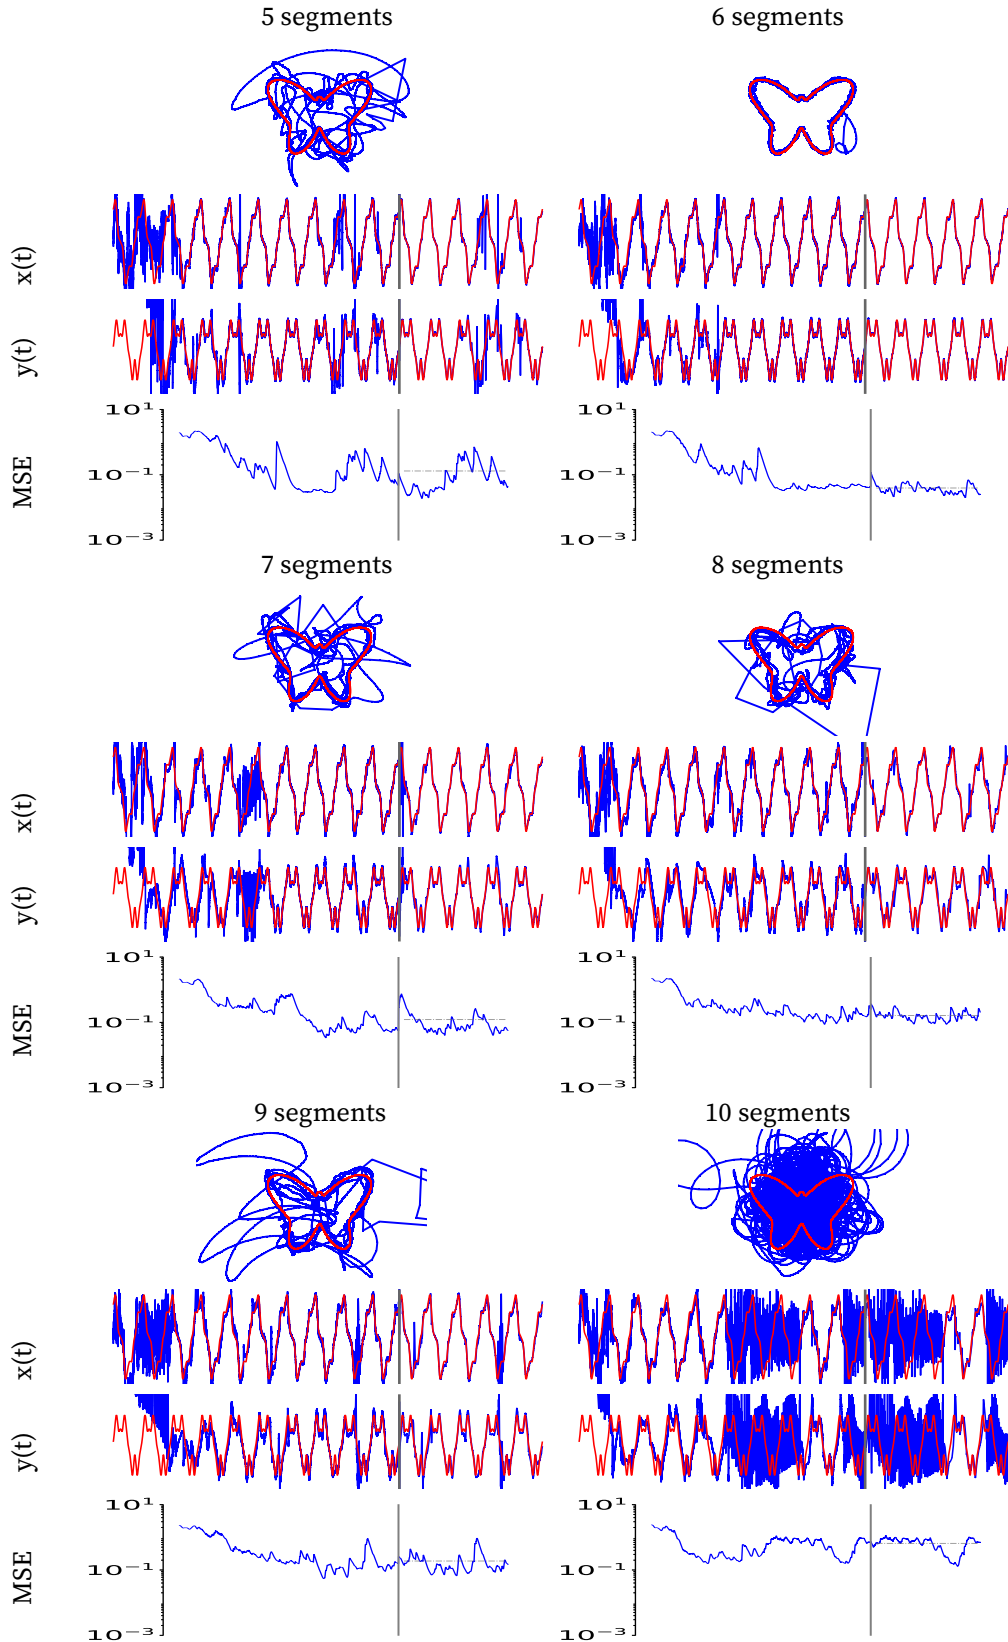 5 segments
6 segments
x(t)
y(t)
MSE
10¹
10⁻¹
10⁻³
10¹
10⁻¹
10⁻³
7 segments
8 segments
x(t)
y(t)
MSE
10¹
10⁻¹
10⁻³
10¹
10⁻¹
10⁻³
9 segments
10 segments
x(t)
y(t)
MSE
10¹
10⁻¹
10⁻³
10¹
10⁻¹
10⁻³